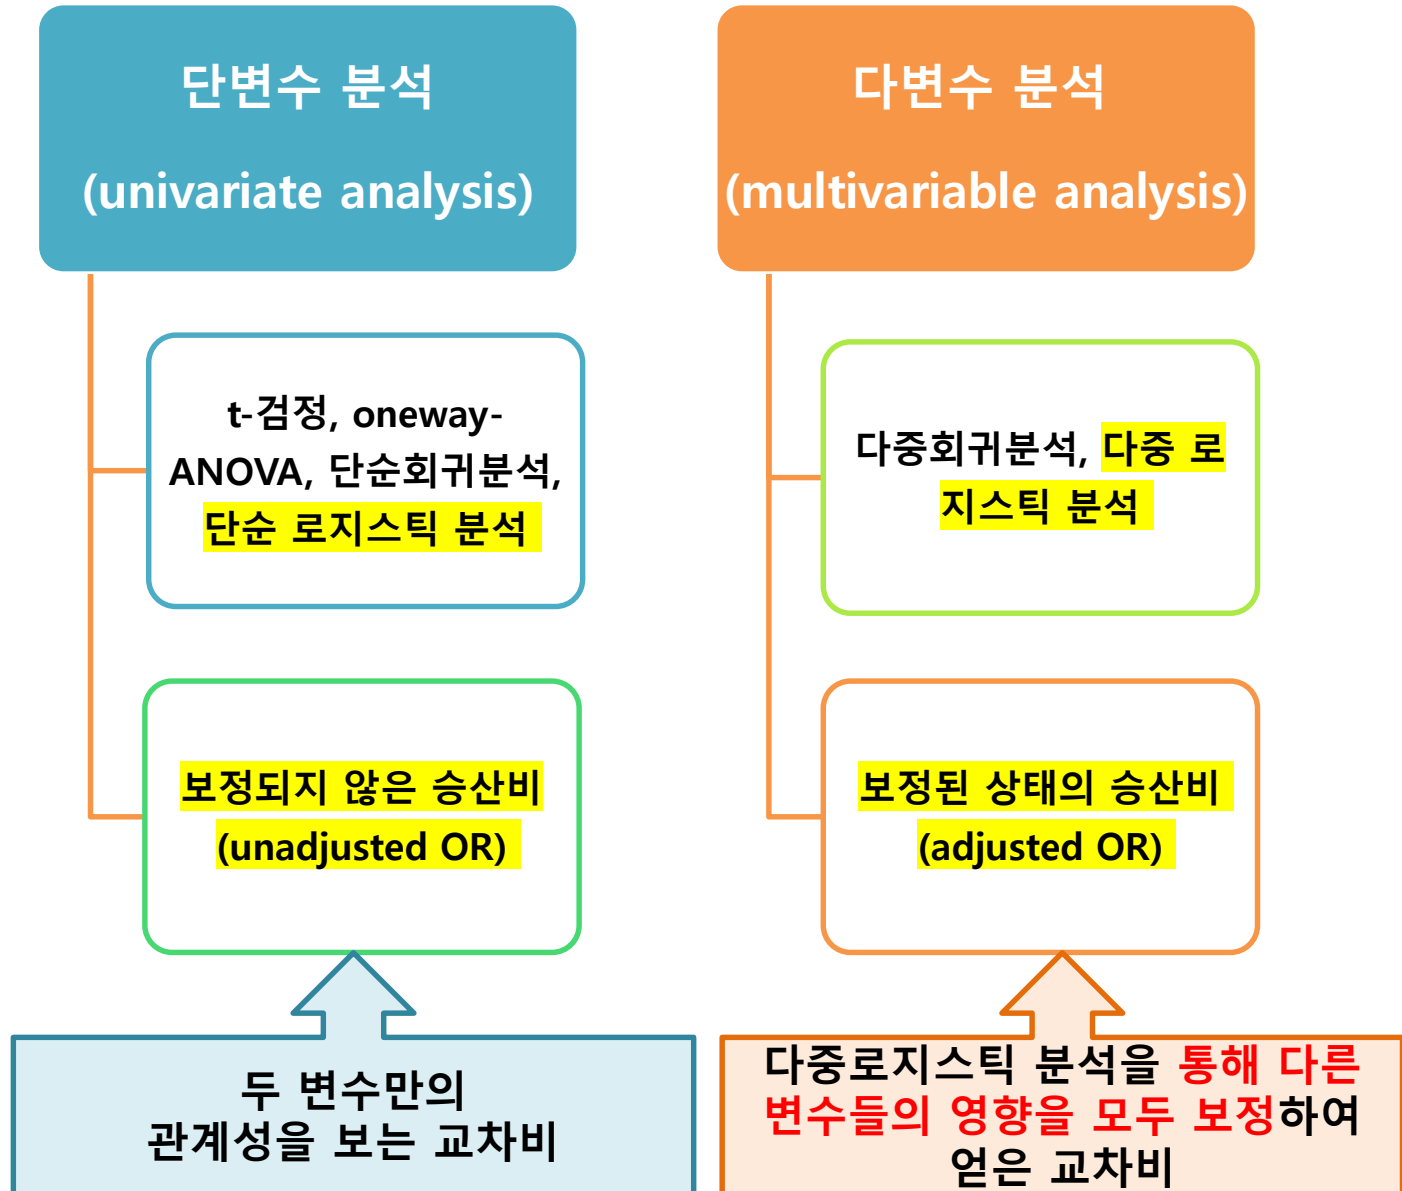 단변수 분석
(univariate analysis)
t-검정, oneway-
ANOVA, 단순회귀분석,
단순 로지스틱 분석
보정되지 않은 승산비
(unadjusted OR)
두 변수만의
관계성을 보는 교차비
다변수 분석
(multivariable analysis)
다중회귀분석, 다중 로
지스틱 분석
보정된 상태의 승산비
(adjusted OR)
다중로지스틱 분석을 통해 다른
변수들의 영향을 모두 보정하여
얻은 교차비